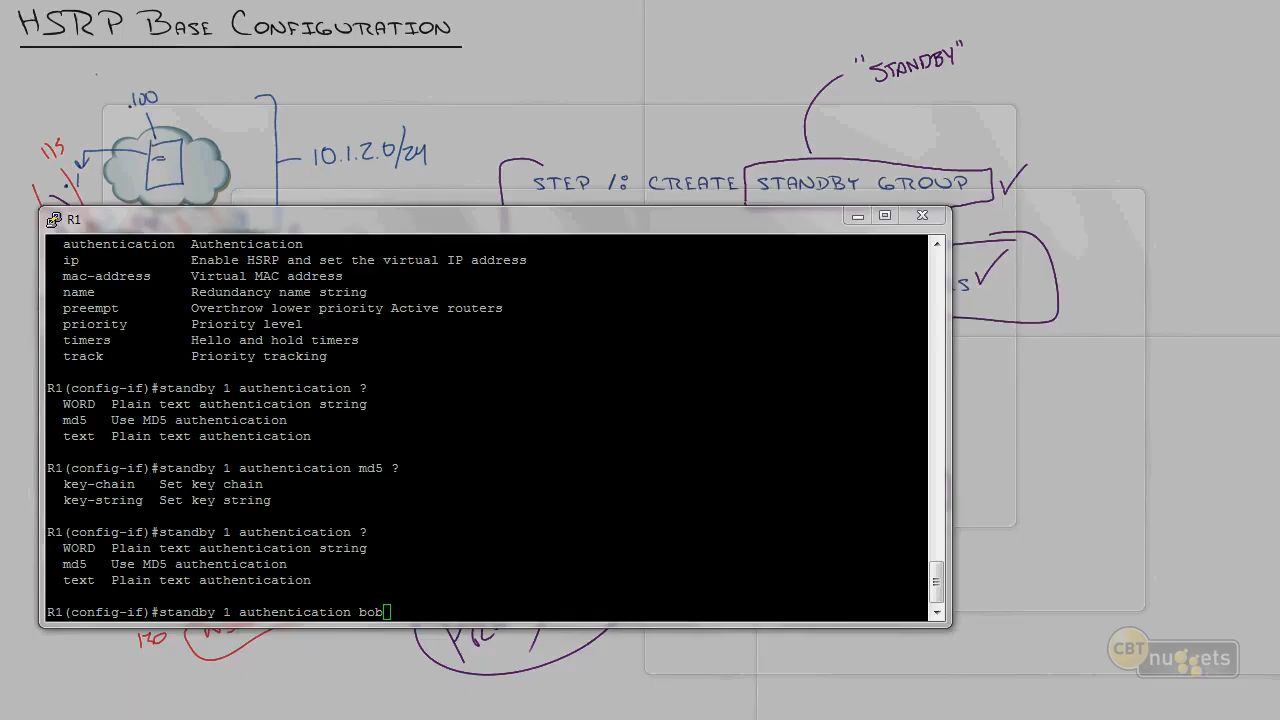 HSRP BASE CONFIGURATION
"STANDBY"
.100
115
10.1.2.0/24
.1
STEP 1: CREATE STANDBY GROUP
R1
authentication Authentication
ip Enable HSRP and set the virtual IP address
mac-address Virtual MAC address
name Redundancy name string
preempt Overthrow lower priority Active routers
priority Priority level
timers Hello and hold timers
track Priority tracking
R1(config-if)#standby 1 authentication ?
WORD Plain text authentication string
md5 Use MD5 authentication
text Plain text authentication
R1(config-if)#standby 1 authentication md5 ?
key-chain Set key chain
key-string Set key string
R1(config-if)#standby 1 authentication ?
WORD Plain text authentication string
md5 Use MD5 authentication
text Plain text authentication
R1(config-if)#standby 1 authentication bob
130
CBT nuggets